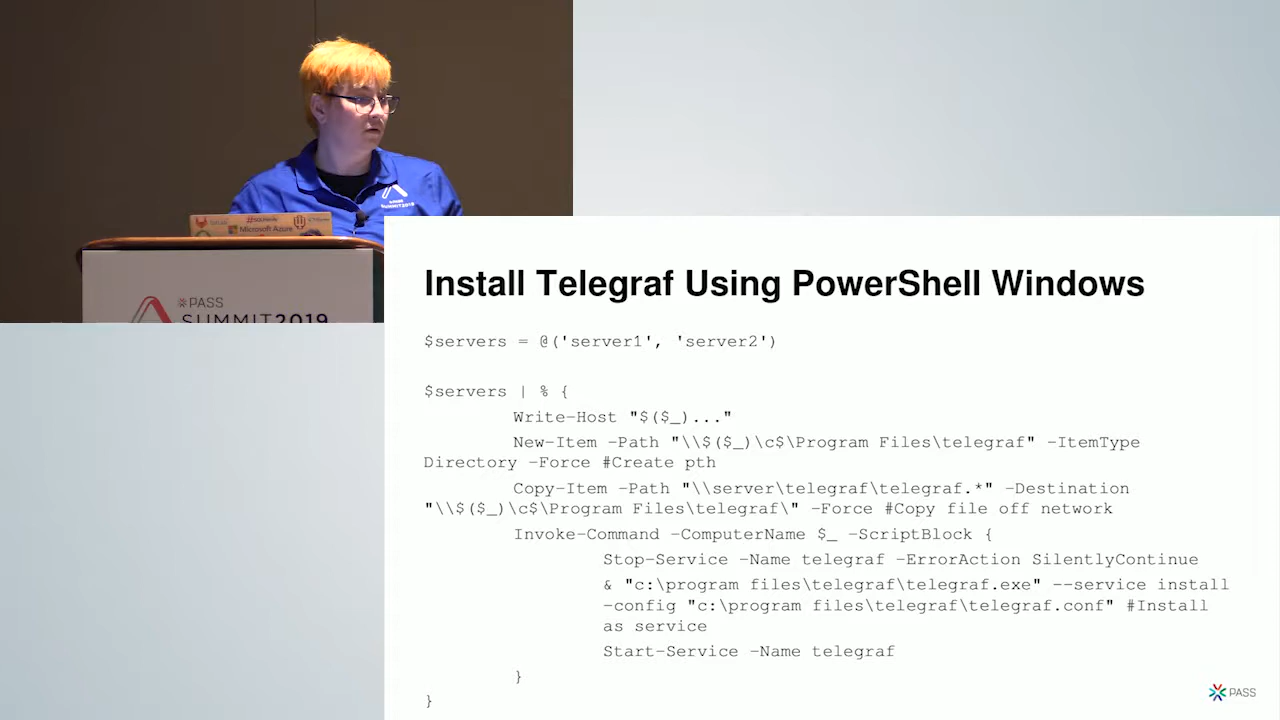 PASS
SUMMIT2019
Microsoft Azure
PASS
SUMMIT2019
Install Telegraf Using PowerShell Windows
$servers = @('server1', 'server2')
$servers | % {
Write-Host "$($_)..."
New-Item -Path "\\$($_)\c$\Program Files\telegraf" -ItemType
Directory -Force #Create pth
Copy-Item -Path "\\server\telegraf\telegraf.*" -Destination
"\\$($_)\c$\Program Files\telegraf\" -Force #Copy file off network
Invoke-Command -ComputerName $_ -ScriptBlock {
Stop-Service -Name telegraf -ErrorAction SilentlyContinue
& "c:\program files\telegraf\telegraf.exe" --service install
-config "c:\program files\telegraf\telegraf.conf" #Install
as service
Start-Service -Name telegraf
}
}
PASS